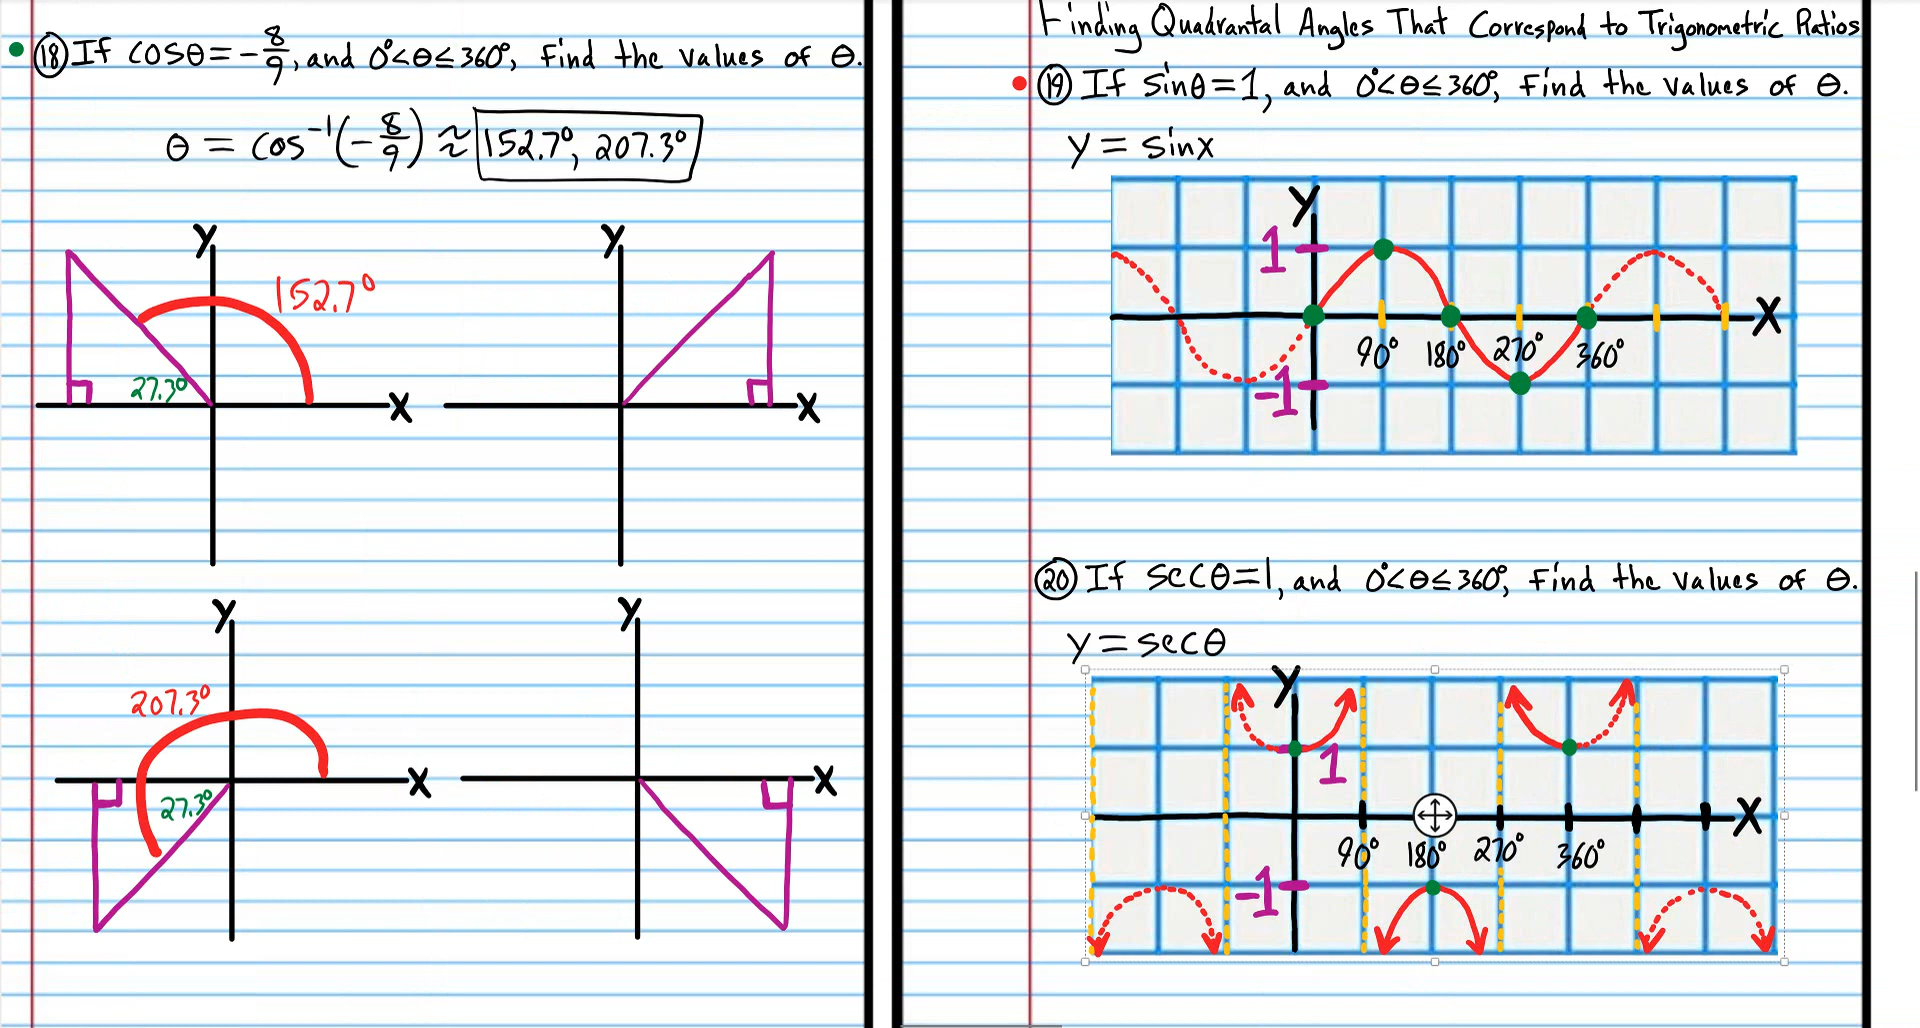 ⑱ If cosθ = -8/9, and 0°<θ≤360°, find the values of θ.
θ = cos⁻¹(-8/9) ≈ 152.7°, 207.3°
y
152.7°
27.3°
x
y
x
y
207.3°
27.3°
x
y
x
Finding Quadrantal Angles That Correspond to Trigonometric Ratios
⑲ If sinθ=1, and 0°<θ≤360°, find the values of θ.
y = sinx
y
1
x
90° 180° 270° 360°
-1
⑳ If secθ=1, and 0°<θ≤360°, find the values of θ.
y = secθ
y
1
x
90° 180° 270° 360°
-1